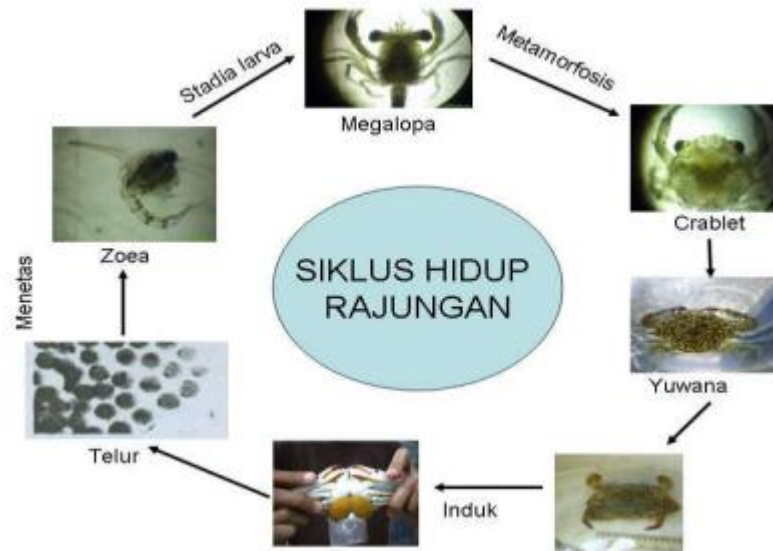 SIKLUS HIDUP
RAJUNGAN
Stadia larva
Megalopa
Metamorfosis
Crablet
Yuwana
Induk
Telur
Menetas
Zoea